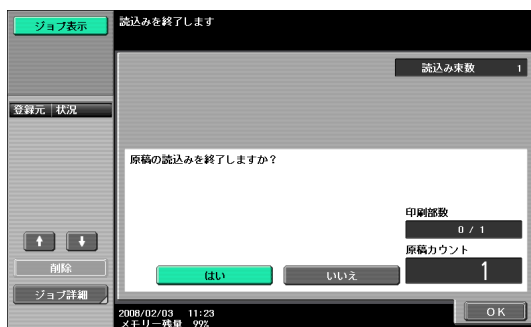 ジョブ表示
読込みを終了します
読込み束数 1
登録元 状況
原稿の読込みを終了しますか？
印刷部数
0 / 1
原稿カウント
1
削除
はい
いいえ
ジョブ詳細
2008/02/03 11:23
メモリー残量 99%
OK